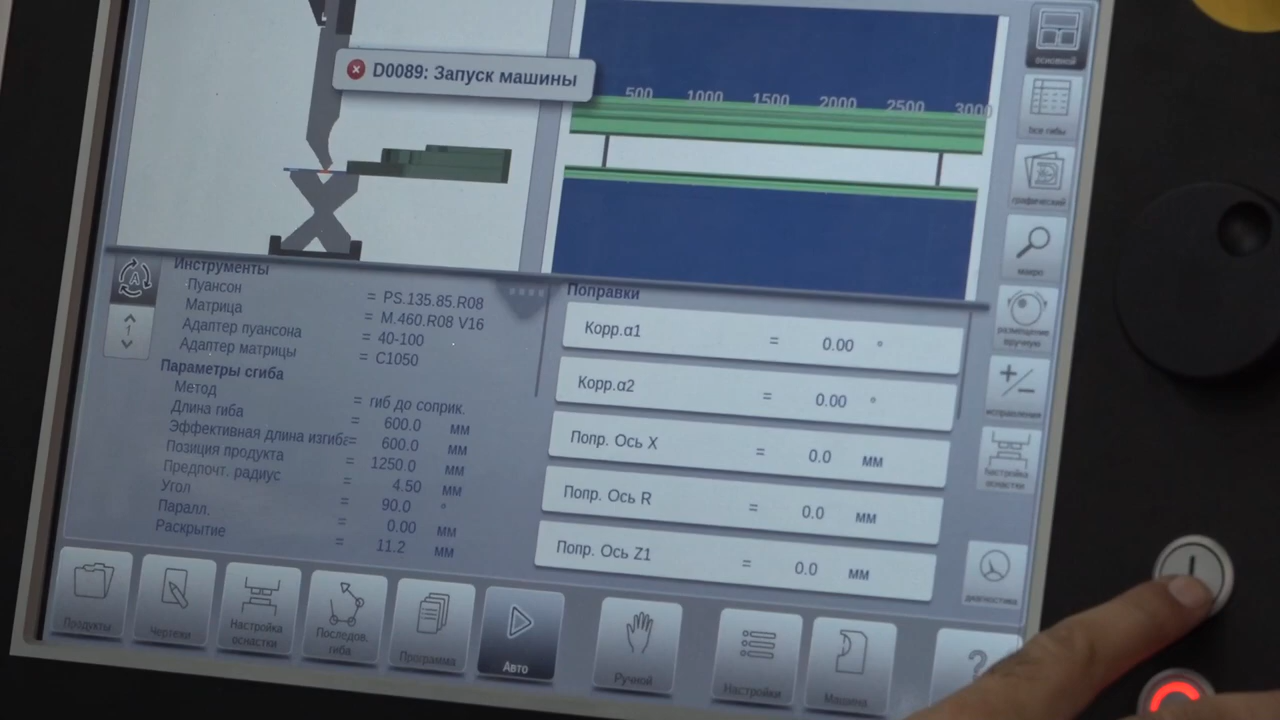 D0089: Запуск машины
500 1000 1500 2000 2500 3000
основной
все гибы
графический
макро
размещение вручную
исправления
Настройка оснастки
диагностика
A
1
Инструменты
Пуансон = PS.135.85.R08
Матрица = M.460.R08 V16
Адаптер пуансона = 40-100
Адаптер матрицы = C1050
Параметры сгиба
Метод = гиб до соприк.
Длина гиба = 600.0 мм
Эффективная длина изгиба= 600.0 мм
Позиция продукта = 1250.0 мм
Предпочт. радиус = 4.50 мм
Угол = 90.0 °
Паралл. = 0.00 мм
Раскрытие = 11.2 мм
Поправки
Корр.α1 = 0.00 °
Корр.α2 = 0.00 °
Попр. Ось X = 0.0 мм
Попр. Ось R = 0.0 мм
Попр. Ось Z1 = 0.0 мм
Продукты
Чертежи
Настройка оснастки
Последов. гиба
Программа
Авто
Ручной
Настройки
Машина
?